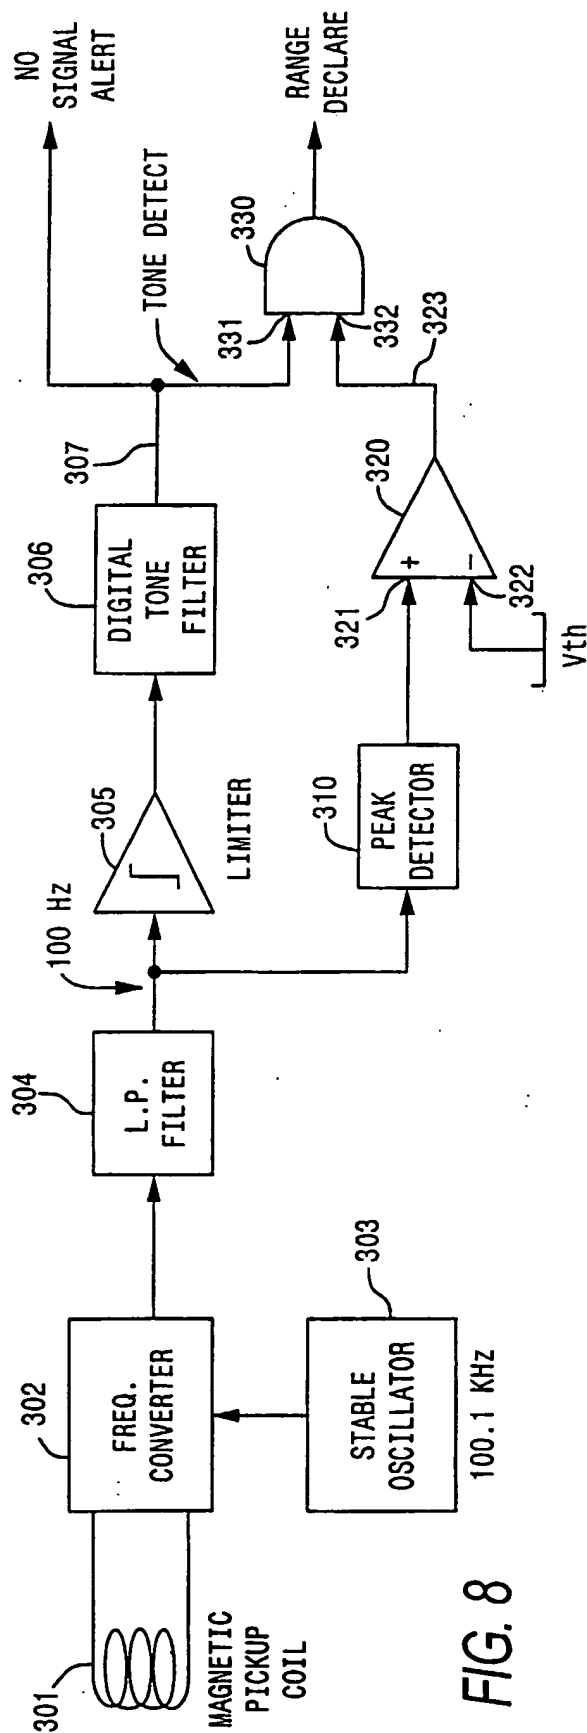 301
MAGNETIC
PICKUP
COIL
302
FREQ.
CONVERTER
303
STABLE
OSCILLATOR
100.1 KHz
304
L.P.
FILTER
100 Hz
305
LIMITER
306
DIGITAL
TONE
FILTER
307
TONE DETECT
NO
SIGNAL
ALERT
310
PEAK
DETECTOR
320
321
+
−
322
Vth
323
330
331
332
RANGE
DECLARE
FIG. 8